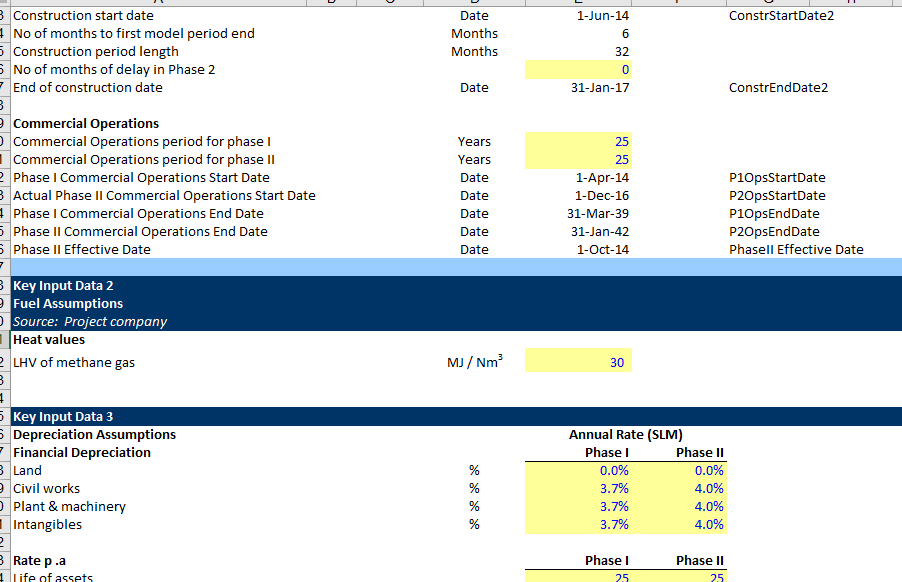 Construction start date Date 1-Jun-14 ConstrStartDate2
No of months to first model period end Months 6
Construction period length Months 32
No of months of delay in Phase 2 0
End of construction date Date 31-Jan-17 ConstrEndDate2
Commercial Operations
Commercial Operations period for phase I Years 25
Commercial Operations period for phase II Years 25
Phase I Commercial Operations Start Date Date 1-Apr-14 P1OpsStartDate
Actual Phase II Commercial Operations Start Date Date 1-Dec-16 P2OpsStartDate
Phase I Commercial Operations End Date Date 31-Mar-39 P1OpsEndDate
Phase II Commercial Operations End Date Date 31-Jan-42 P2OpsEndDate
Phase II Effective Date Date 1-Oct-14 PhaseII Effective Date
Key Input Data 2
Fuel Assumptions
Source: Project company
Heat values
LHV of methane gas MJ / Nm³ 30
Key Input Data 3
Depreciation Assumptions Annual Rate (SLM)
Financial Depreciation Phase I Phase II
Land % 0.0% 0.0%
Civil works % 3.7% 4.0%
Plant & machinery % 3.7% 4.0%
Intangibles % 3.7% 4.0%
Rate p .a Phase I Phase II
Life of assets 25 25